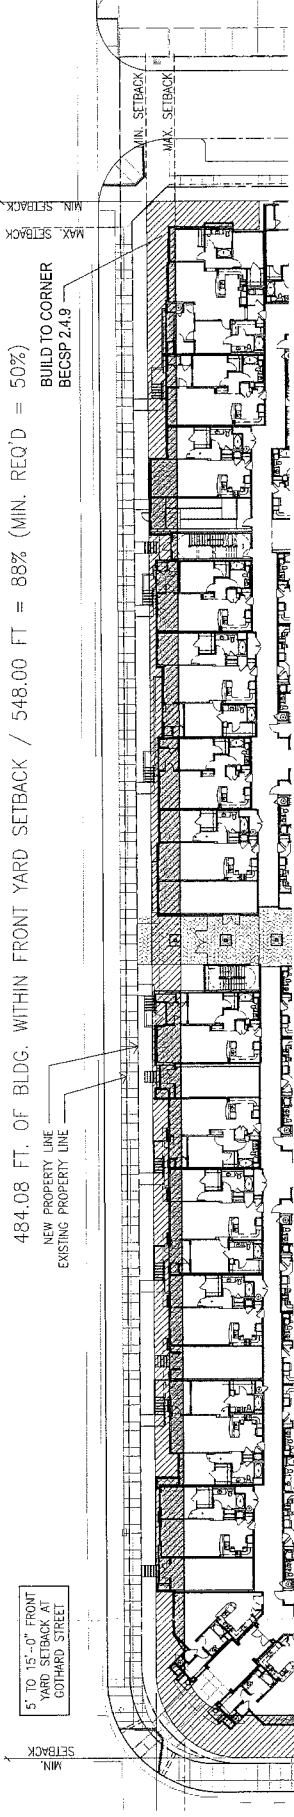 MIN. SETBACK
MAX. SETBACK
MIN. SETBACK
MAX. SETBACK
BUILD TO CORNER
BECSP 2.4.9
484.08 FT. OF BLDG. WITHIN FRONT YARD SETBACK / 548.00 FT = 88% (MIN. REQ'D = 50%)
NEW PROPERTY LINE
EXISTING PROPERTY LINE
5' TO 15'-0" FRONT
YARD SETBACK AT
GOTHARD STREET
MIN.
SETBACK